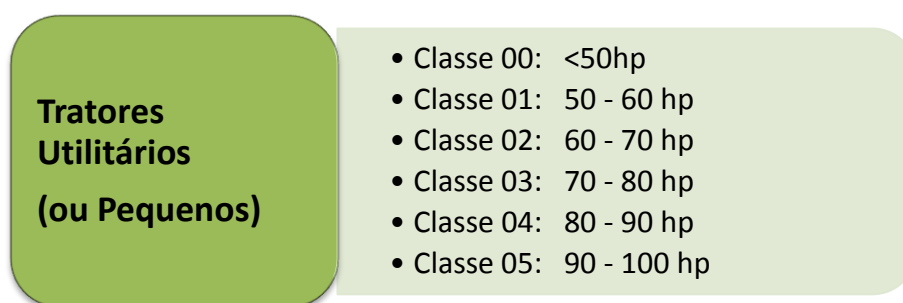 Tratores
Utilitários
(ou Pequenos)
• Classe 00: <50hp
• Classe 01: 50 - 60 hp
• Classe 02: 60 - 70 hp
• Classe 03: 70 - 80 hp
• Classe 04: 80 - 90 hp
• Classe 05: 90 - 100 hp